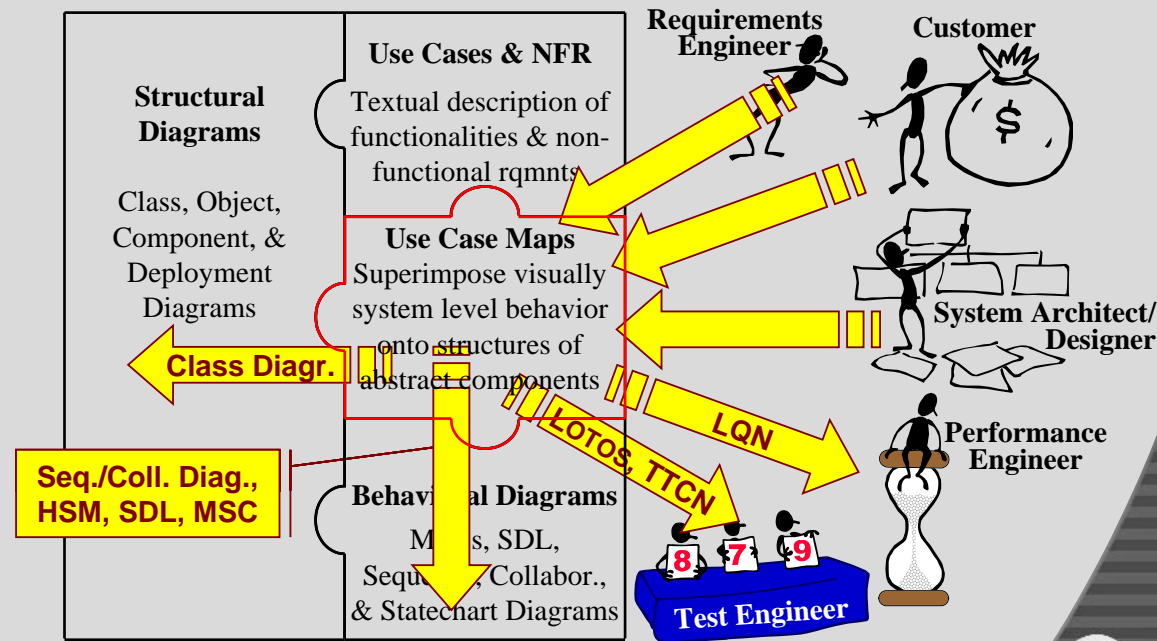 Structural
Diagrams
Class, Object,
Component, &
Deployment
Diagrams
Use Cases & NFR
Textual description of
functionalities & non-
functional rqmnts
Use Case Maps
Superimpose visually
system level behavior
onto structures of
abstract components
Class Diagr.
Seq./Coll. Diag.,
HSM, SDL, MSC
Behavioral Diagrams
SDL,
Collabor.,
& Statechart Diagrams
Requirements
Engineer
Customer
$
System Architect/
Designer
LQN
LOTOS, TTCN
Performance
Engineer
8 7 9
Test Engineer